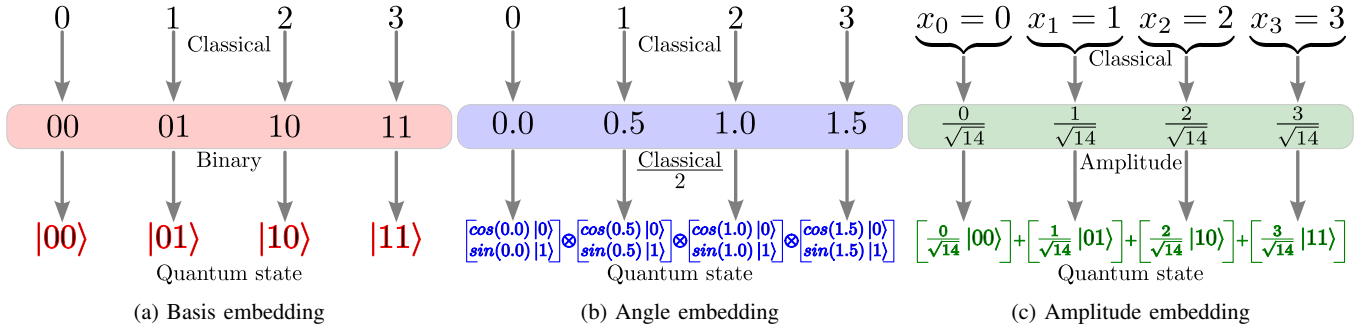 0 1 2 3
Classical
00 01 10 11
Binary
|00⟩ |01⟩ |10⟩ |11⟩
Quantum state
(a) Basis embedding
0 1 2 3
Classical
0.0 0.5 1.0 1.5
Classical
2
[cos(0.0) |0⟩ ⊗ [cos(0.5) |0⟩ ⊗ [cos(1.0) |0⟩ ⊗ [cos(1.5) |0⟩
sin(0.0) |1⟩] sin(0.5) |1⟩] sin(1.0) |1⟩] sin(1.5) |1⟩]
Quantum state
(b) Angle embedding
x₀ = 0 x₁ = 1 x₂ = 2 x₃ = 3
Classical
0/√14 1/√14 2/√14 3/√14
Amplitude
[0/√14 |00⟩] + [1/√14 |01⟩] + [2/√14 |10⟩] + [3/√14 |11⟩]
Quantum state
(c) Amplitude embedding